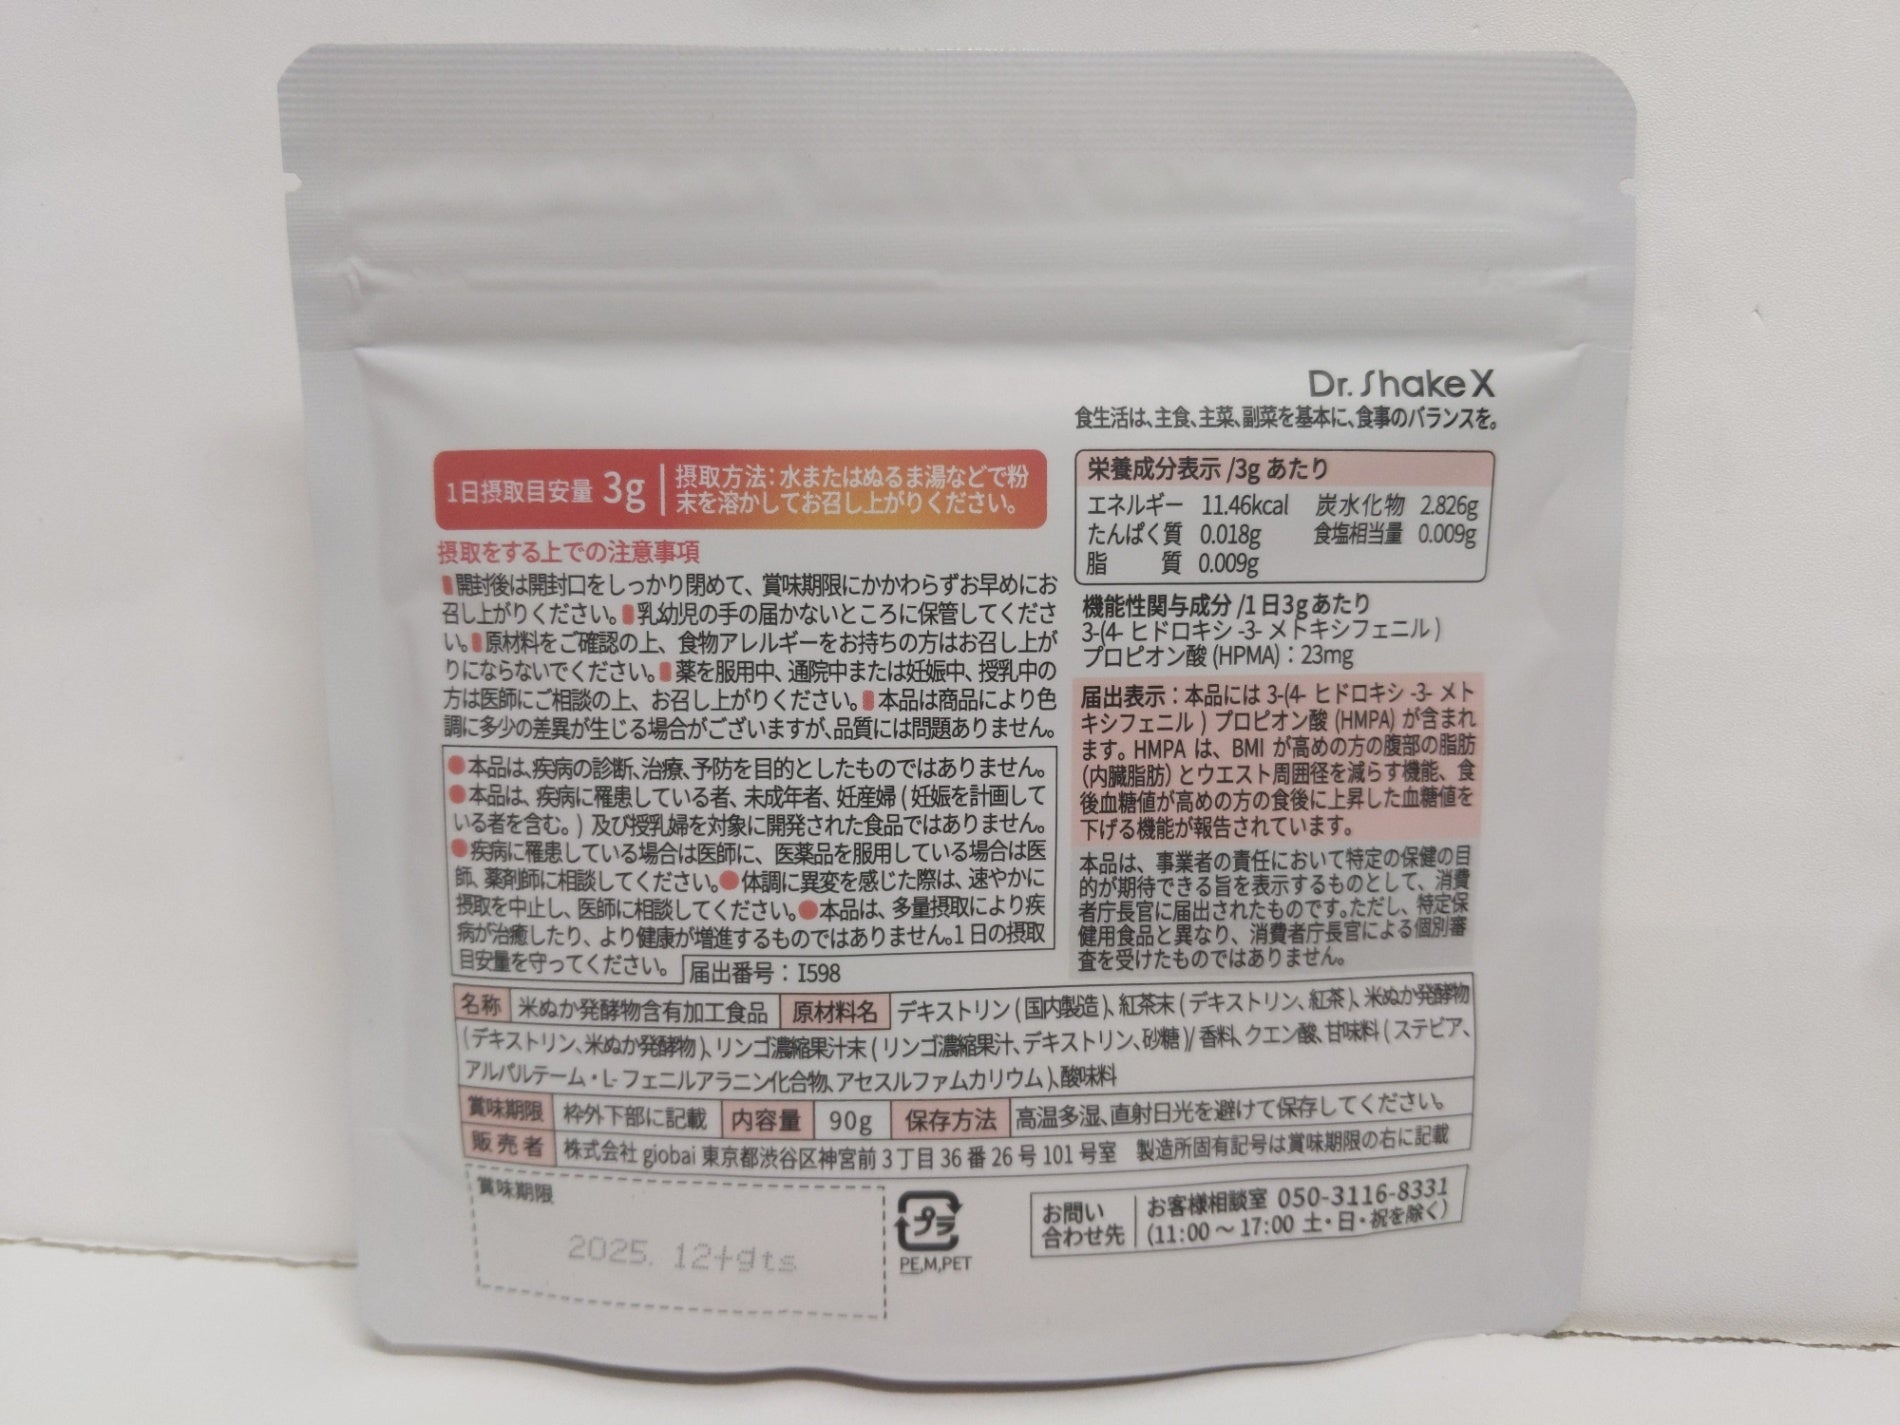 Dr. Shake X
食生活は、主食、主菜、副菜を基本に、食事のバランスを。
1日摂取目安量 3g
摂取方法：水またはぬるま湯などで粉
末を溶かしてお召し上がりください。
摂取をする上での注意事項
開封後は開封口をしっかり閉めて、賞味期限にかかわらずお早めにお
召し上がりください。乳幼児の手の届かないところに保管してくださ
い。原材料をご確認の上、食物アレルギーをお持ちの方はお召し上が
りにならないでください。薬を服用中、通院中または妊娠中、授乳中の
方は医師にご相談の上、お召し上がりください。本品は商品により色
調に多少の差異が生じる場合がございますが、品質には問題ありません。
●本品は、疾病の診断、治療、予防を目的としたものではありません。
●本品は、疾病に罹患している者、未成年者、妊産婦(妊娠を計画して
いる者を含む。)及び授乳婦を対象に開発された食品ではありません。
●疾病に罹患している場合は医師に、医薬品を服用している場合は医
師、薬剤師に相談してください。●体調に異変を感じた際は、速やかに
摂取を中止し、医師に相談してください。●本品は、多量摂取により疾
病が治癒したり、より健康が増進するものではありません。1日の摂取
目安量を守ってください。
届出番号：I598
栄養成分表示 /3g あたり
エネルギー 11.46kcal 炭水化物 2.826g
たんぱく質 0.018g 食塩相当量 0.009g
脂質 0.009g
機能性関与成分 /1日3gあたり
3-(4- ヒドロキシ -3- メトキシフェニル)
プロピオン酸 (HPMA)：23mg
届出表示：本品には 3-(4- ヒドロキシ -3- メト
キシフェニル) プロピオン酸 (HMPA) が含まれ
ます。HMPA は、BMI が高めの方の腹部の脂肪
(内臓脂肪) とウエスト周囲径を減らす機能、食
後血糖値が高めの方の食後に上昇した血糖値を
下げる機能が報告されています。
本品は、事業者の責任において特定の保健の目
的が期待できる旨を表示するものとして、消費
者庁長官に届出されたものです。ただし、特定保
健用食品と異なり、消費者庁長官による個別審
査を受けたものではありません。
名称 米ぬか発酵物含有加工食品 原材料名 デキストリン(国内製造)、紅茶末(デキストリン、紅茶)、米ぬか発酵物
(デキストリン、米ぬか発酵物)、リンゴ濃縮果汁末(リンゴ濃縮果汁、デキストリン、砂糖)/香料、クエン酸、甘味料(ステビア、
アルパルテーム・L-フェニルアラニン化合物、アセスルファムカリウム)、酸味料
賞味期限 枠外下部に記載 内容量 90g 保存方法 高温多湿、直射日光を避けて保存してください。
販売者 株式会社 giobai 東京都渋谷区神宮前3丁目36番26号101号室 製造所固有記号は賞味期限の右に記載
賞味期限
2025. 12+gts
プラ
PE,M,PET
お問い
合わせ先
お客様相談室 050-3116-8331
(11:00～17:00 土・日・祝を除く)